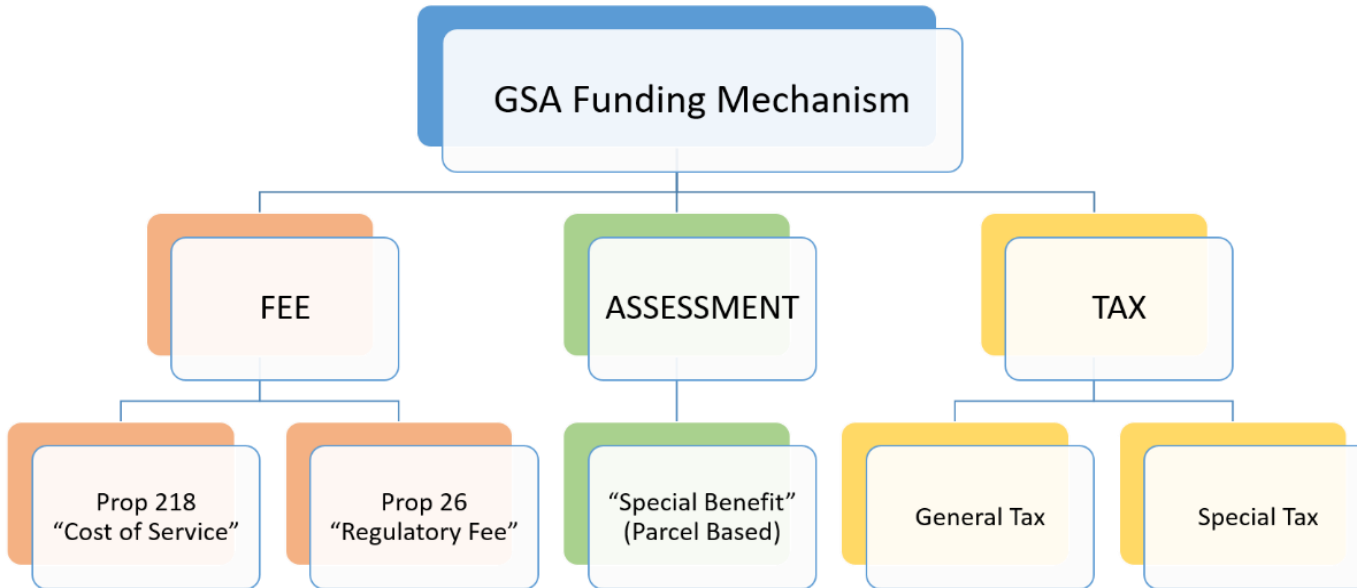 GSA Funding Mechanism
FEE
ASSESSMENT
TAX
Prop 218
“Cost of Service”
Prop 26
“Regulatory Fee”
“Special Benefit”
(Parcel Based)
General Tax
Special Tax